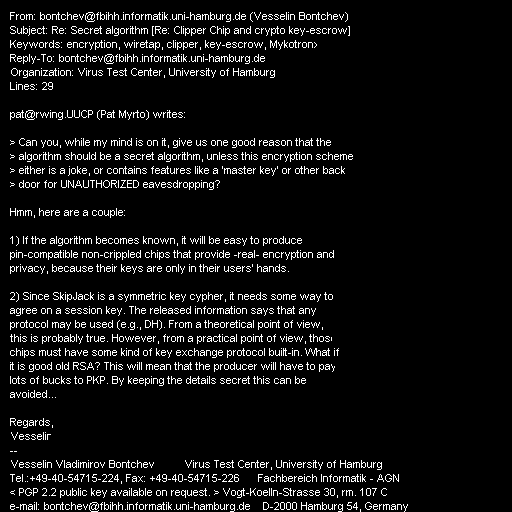 From: bontchev@fbihh.informatik.uni-hamburg.de (Vesselin Bontchev)
Subject: Re: Secret algorithm [Re: Clipper Chip and crypto key-escrow]
Keywords: encryption, wiretap, clipper, key-escrow, Mykotron>
Reply-To: bontchev@fbihh.informatik.uni-hamburg.de
Organization: Virus Test Center, University of Hamburg
Lines: 29

pat@rwing.UUCP (Pat Myrto) writes:

> Can you, while my mind is on it, give us one good reason that the
> algorithm should be a secret algorithm, unless this encryption scheme
> either is a joke, or contains features like a 'master key' or other back
> door for UNAUTHORIZED eavesdropping?

Hmm, here are a couple:

1) If the algorithm becomes known, it will be easy to produce
pin-compatible non-crippled chips that provide -real- encryption and
privacy, because their keys are only in their users' hands.

2) Since SkipJack is a symmetric key cypher, it needs some way to
agree on a session key. The released information says that any
protocol may be used (e.g., DH). From a theoretical point of view,
this is probably true. However, from a practical point of view, those
chips must have some kind of key exchange protocol built-in. What if
it is good old RSA? This will mean that the producer will have to pay
lots of bucks to PKP. By keeping the details secret this can be
avoided...

Regards,
Vesselin
--
Vesselin Vladimirov Bontchev Virus Test Center, University of Hamburg
Tel.:+49-40-54715-224, Fax: +49-40-54715-226 Fachbereich Informatik - AGN
< PGP 2.2 public key available on request. > Vogt-Koelln-Strasse 30, rm. 107 C
e-mail: bontchev@fbihh.informatik.uni-hamburg.de D-2000 Hamburg 54, Germany